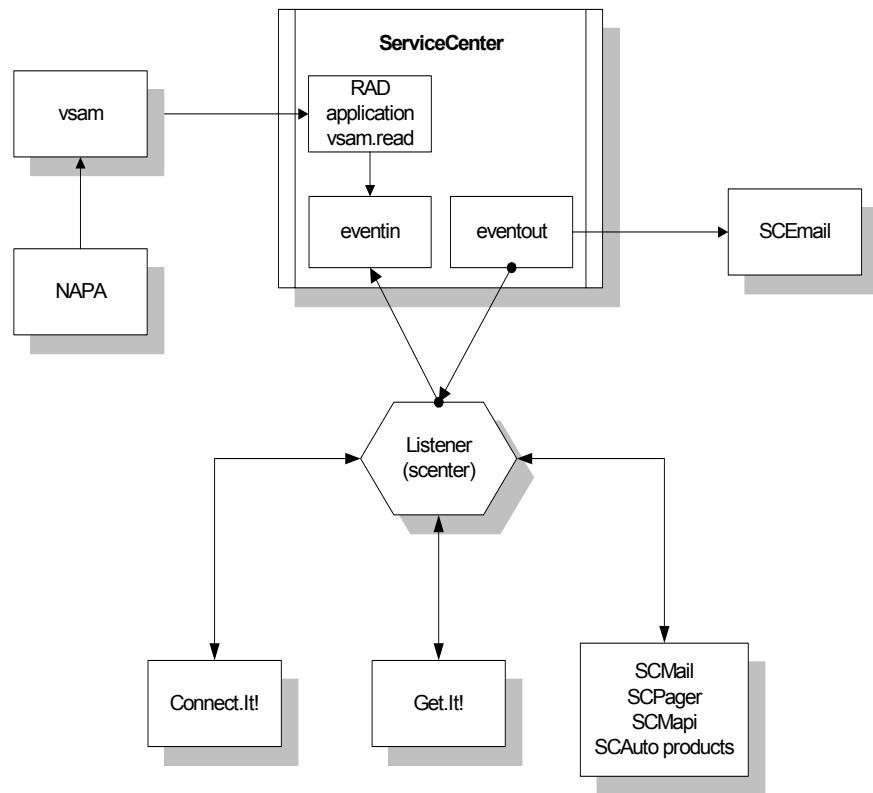 ServiceCenter
vsam
RAD
application
vsam.read
eventin
eventout
SCEmail
NAPA
Listener
(scenter)
Connect.It!
Get.It!
SCMail
SCPager
SCMapi
SCAuto products